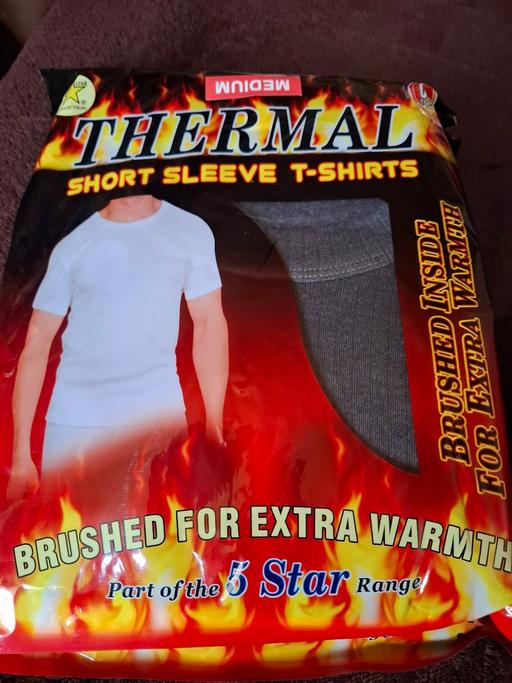 MEDIUM
THERMAL
SHORT SLEEVE T-SHIRTS
BRUSHED INSIDE
FOR EXTRA WARMTH
BRUSHED FOR EXTRA WARMTH
Part of the 5 Star Range